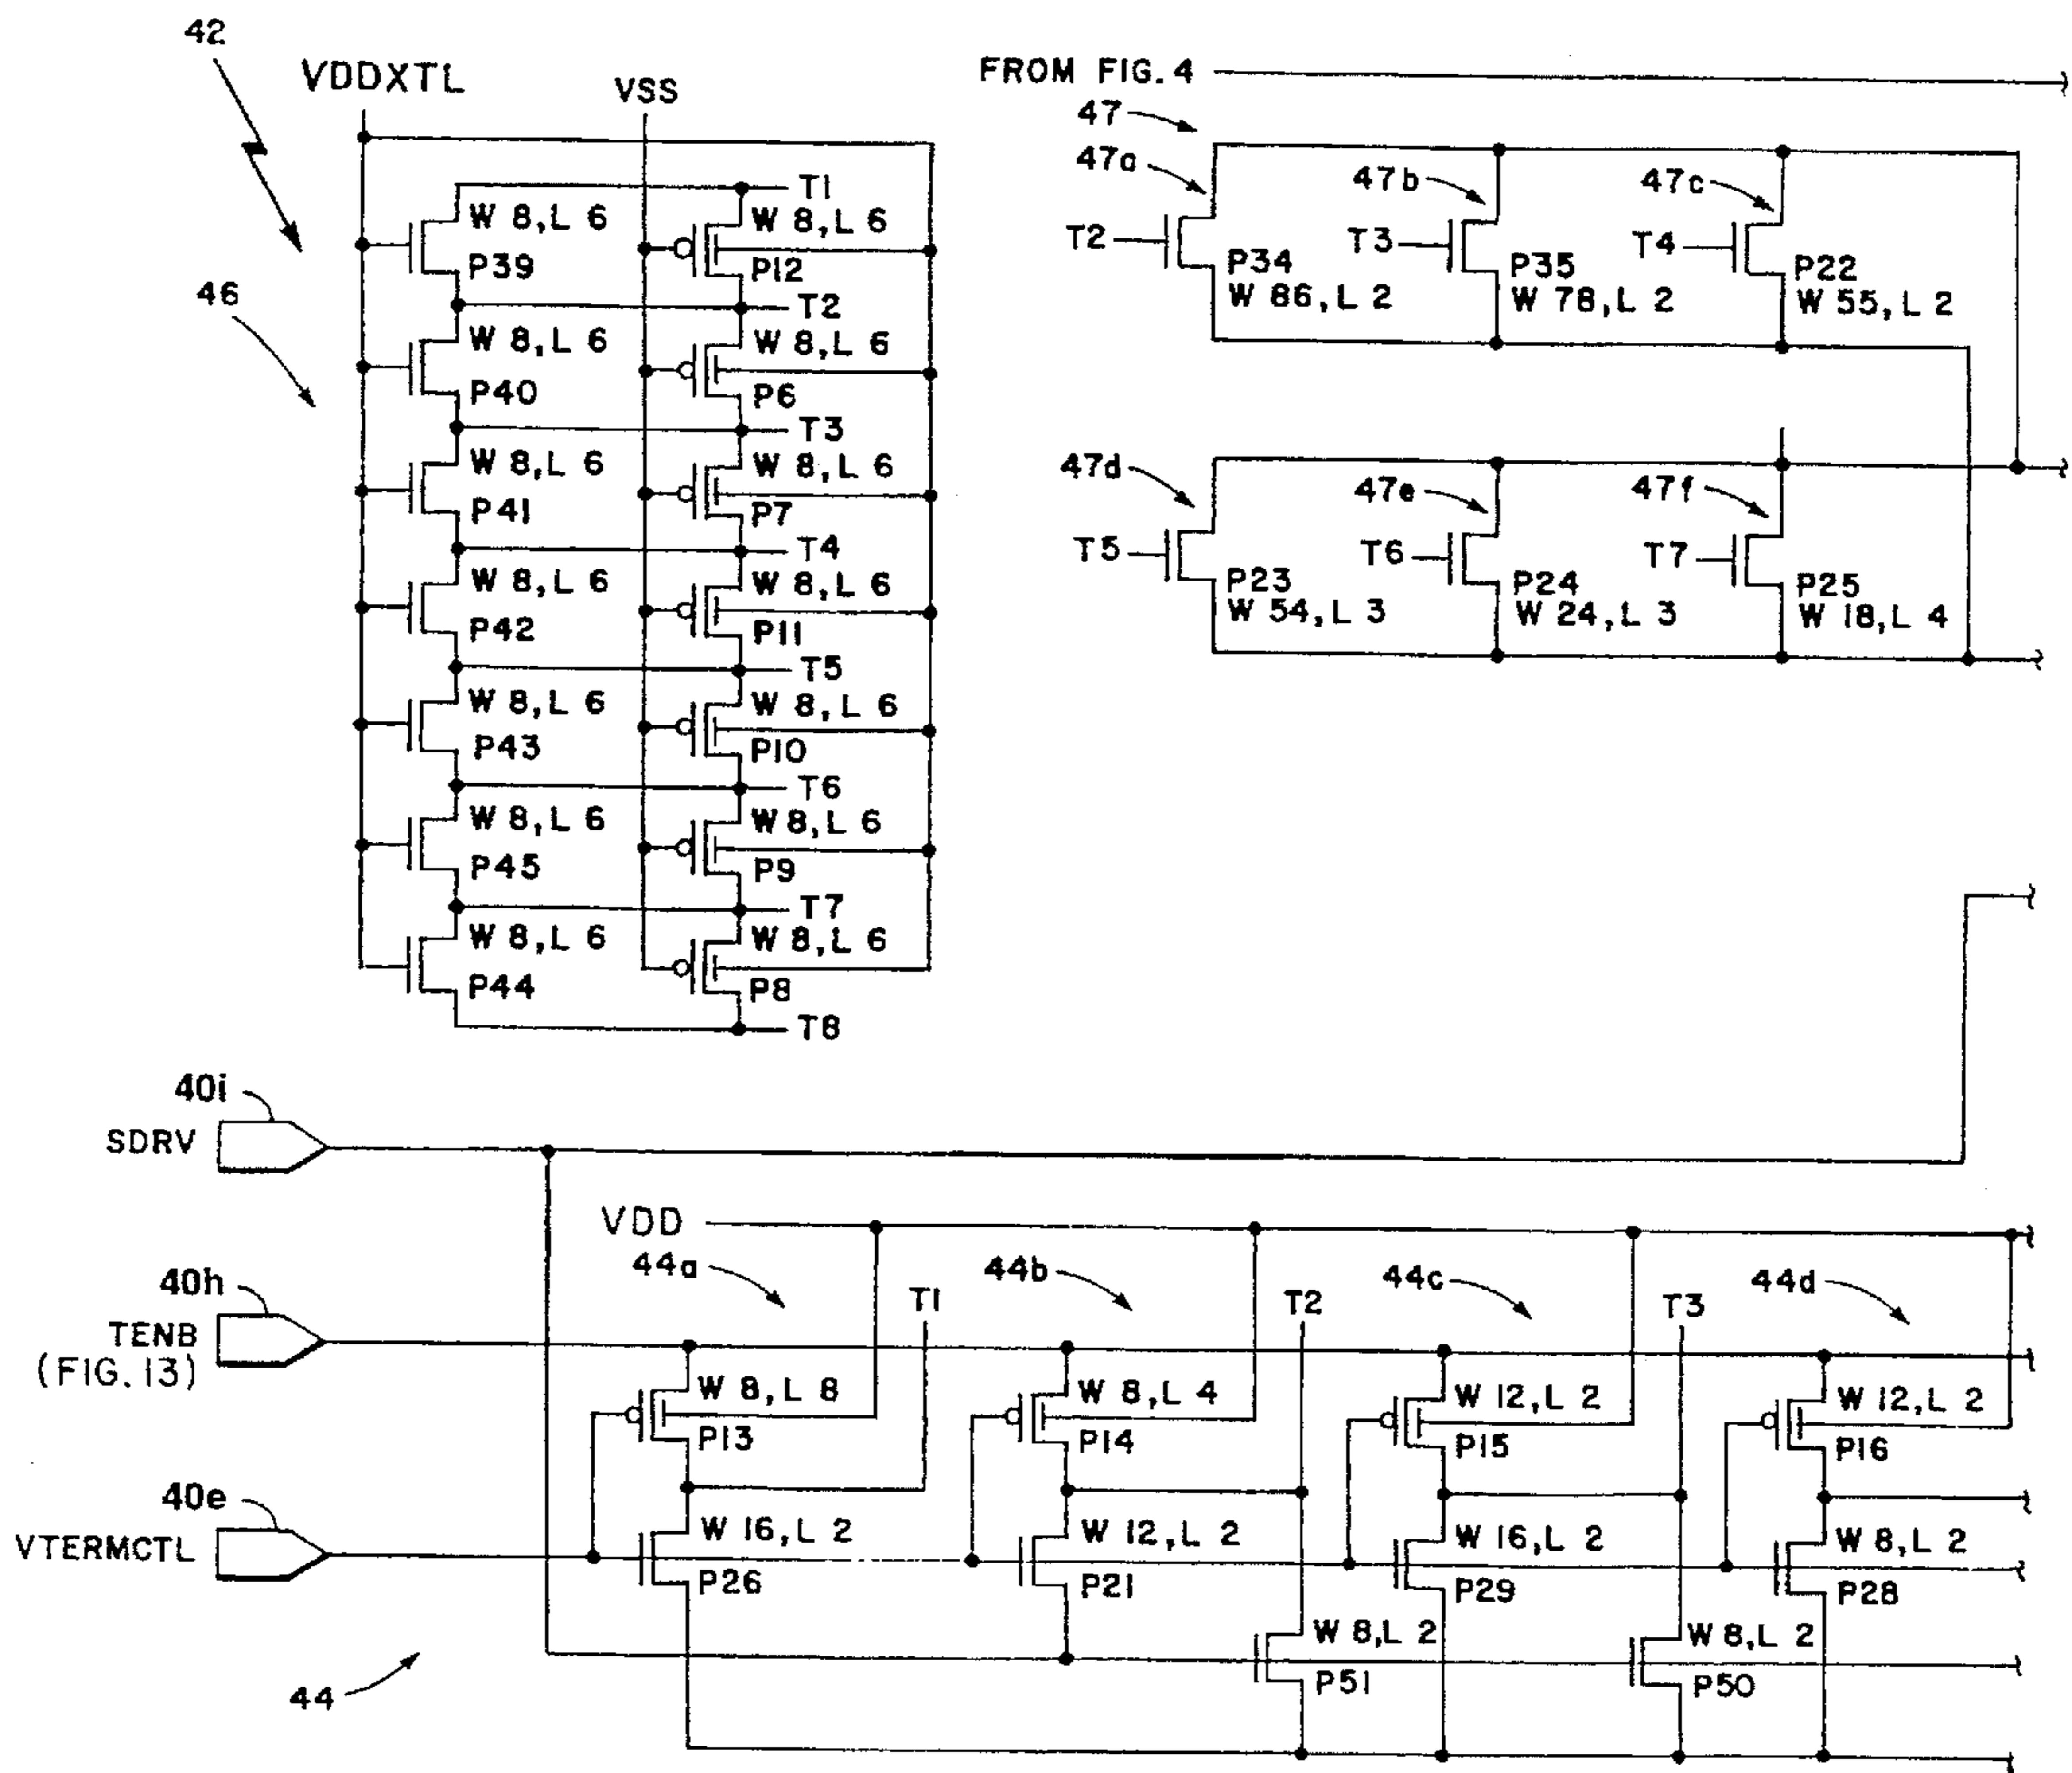 42
VDDXTL
VSS
T1
W 8, L 6
P39
W 8, L 6
P12
T2
46
W 8, L 6
P40
W 8, L 6
P6
T3
W 8, L 6
P41
W 8, L 6
P7
T4
W 8, L 6
P42
W 8, L 6
P11
T5
W 8, L 6
P43
W 8, L 6
P10
T6
W 8, L 6
P45
W 8, L 6
P9
T7
W 8, L 6
P44
W 8, L 6
P8
T8
FROM FIG. 4
47
47a
47b
47c
T2
P34
W 86, L 2
T3
P35
W 78, L 2
T4
P22
W 55, L 2
47d
47e
47f
T5
P23
W 54, L 3
T6
P24
W 24, L 3
T7
P25
W 18, L 4
40i
SDRV
VDD
44a
44b
44c
44d
40h
TENB
(FIG. 13)
T1
T2
T3
W 8, L 8
P13
W 8, L 4
P14
W 12, L 2
P15
W 12, L 2
P16
40e
VTERMCTL
W 16, L 2
P26
W 12, L 2
P21
W 16, L 2
P29
W 8, L 2
P28
W 8, L 2
P51
W 8, L 2
P50
44